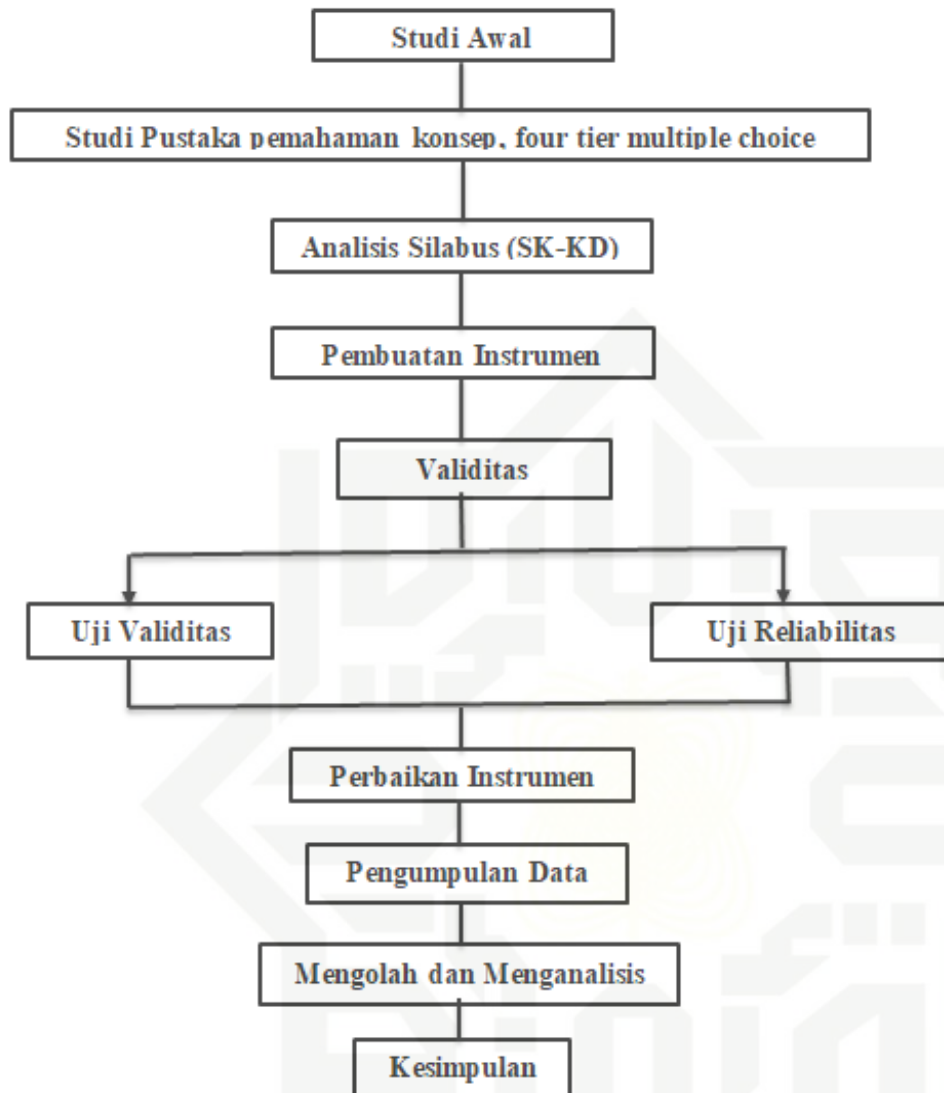 Studi Awal
Studi Pustaka pemahaman konsep, four tier multiple choice
Analisis Silabus (SK-KD)
Pembuatan Instrumen
Validitas
Uji Validitas
Uji Reliabilitas
Perbaikan Instrumen
Pengumpulan Data
Mengolah dan Menganalisis
Kesimpulan